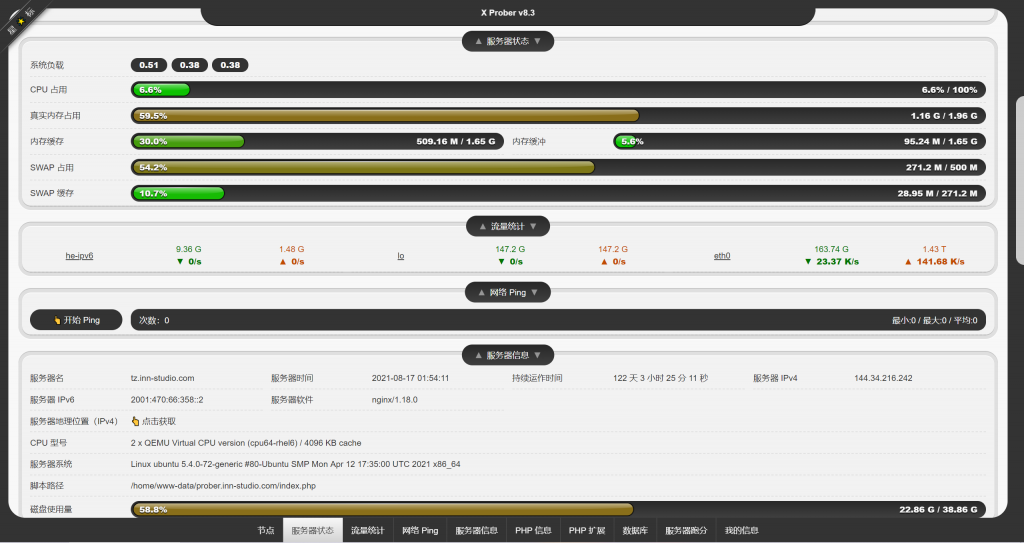 星 ★ 标
X Prober v8.3
▲ 服务器状态 ▼
系统负载 0.51 0.38 0.38
CPU 占用 6.6% 6.6% / 100%
真实内存占用 59.5% 1.16 G / 1.96 G
内存缓存 30.0% 509.16 M / 1.65 G 内存缓冲 5.6% 95.24 M / 1.65 G
SWAP 占用 54.2% 271.2 M / 500 M
SWAP 缓存 10.7% 28.95 M / 271.2 M
▲ 流量统计 ▼
9.36 G 1.48 G 147.2 G 147.2 G 163.74 G 1.43 T
he-ipv6 lo eth0
▼ 0/s ▲ 0/s ▼ 0/s ▲ 0/s ▼ 23.37 K/s ▲ 141.68 K/s
▲ 网络 Ping ▼
👆 开始 Ping 次数：0 最小:0 / 最大:0 / 平均:0
▲ 服务器信息 ▼
服务器名 tz.inn-studio.com 服务器时间 2021-08-17 01:54:11 持续运作时间 122 天 3 小时 25 分 11 秒 服务器 IPv4 144.34.216.242
服务器 IPv6 2001:470:66:358::2 服务器软件 nginx/1.18.0
服务器地理位置（IPv4） 👆 点击获取
CPU 型号 2 x QEMU Virtual CPU version (cpu64-rhel6) / 4096 KB cache
服务器系统 Linux ubuntu 5.4.0-72-generic #80-Ubuntu SMP Mon Apr 12 17:35:00 UTC 2021 x86_64
脚本路径 /home/www-data/prober.inn-studio.com/index.php
磁盘使用量 58.8% 22.86 G / 38.86 G
节点 服务器状态 流量统计 网络 Ping 服务器信息 PHP 信息 PHP 扩展 数据库 服务器跑分 我的信息